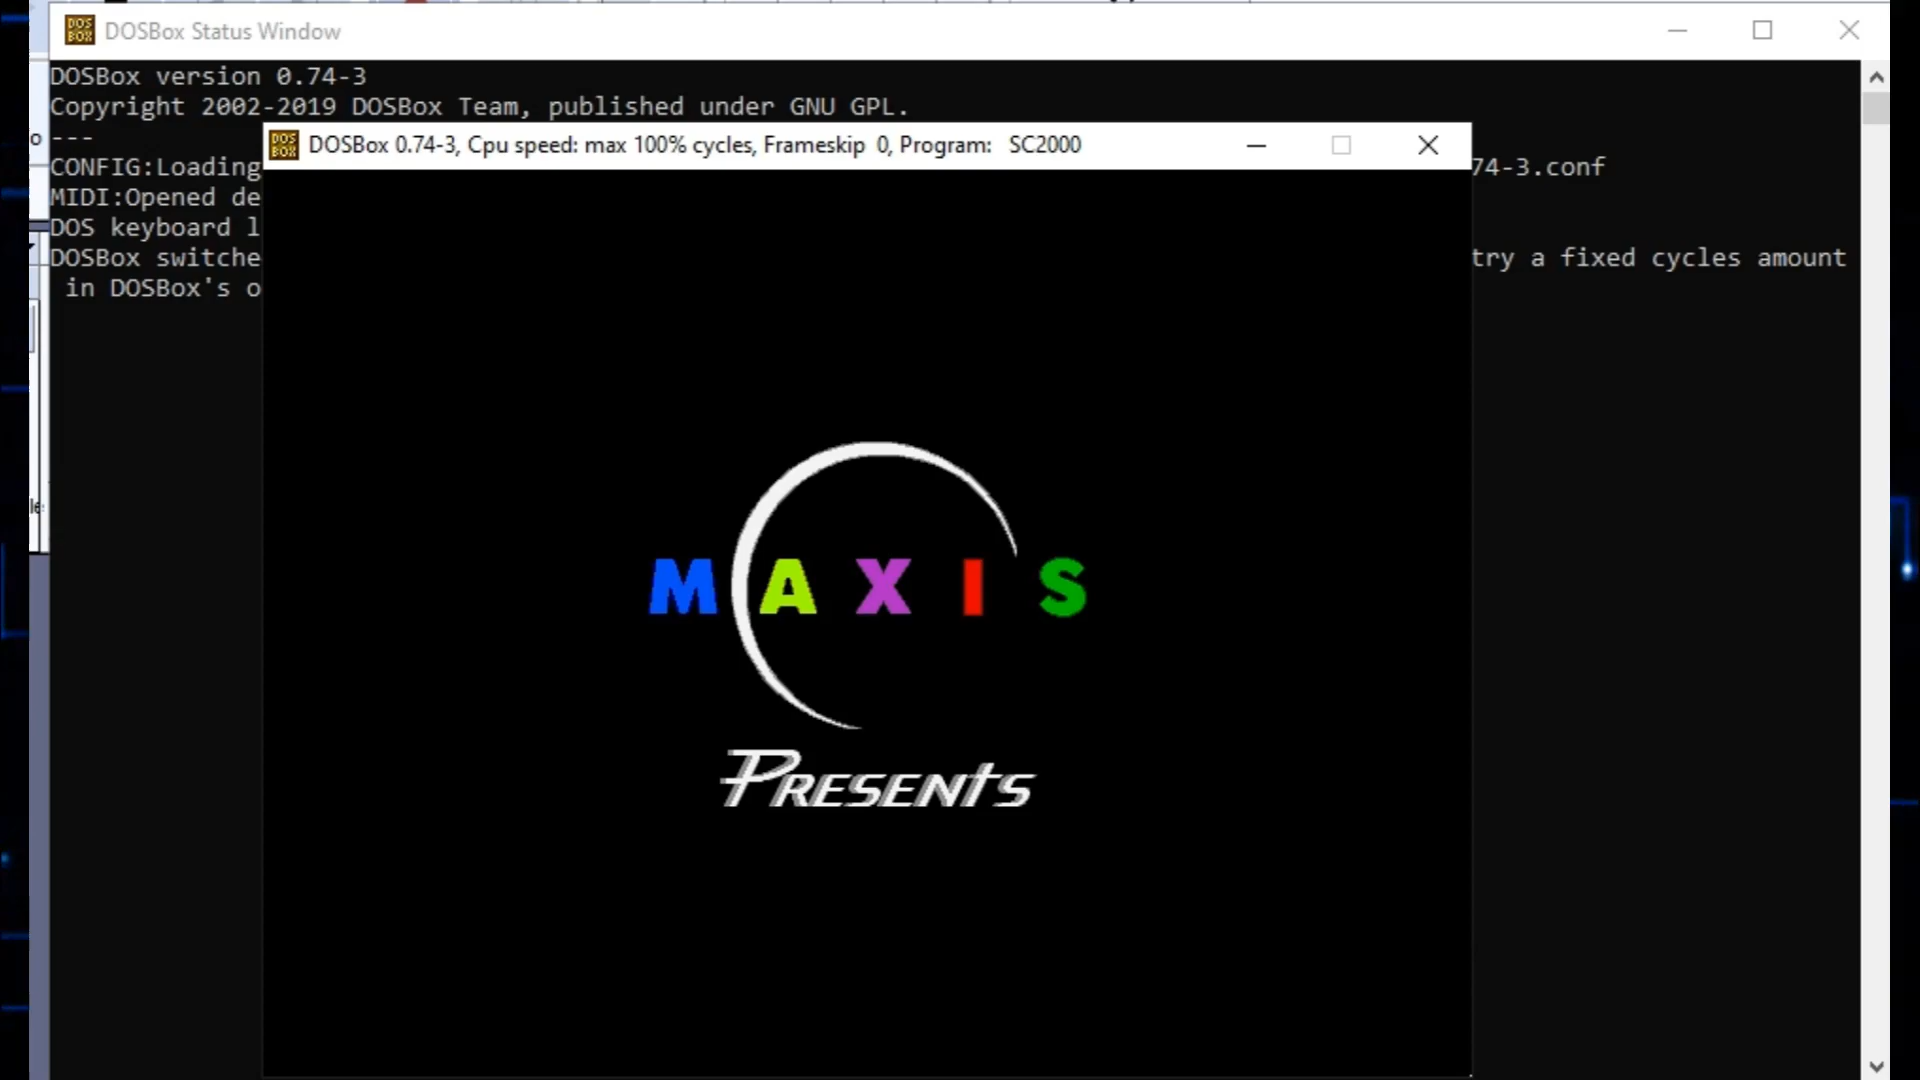 DOSBox Status Window
DOSBox version 0.74-3
Copyright 2002-2019 DOSBox Team, published under GNU GPL.
---
DOSBox 0.74-3, Cpu speed: max 100% cycles, Frameskip 0, Program: SC2000
CONFIG:Loading 74-3.conf
MIDI:Opened de
DOS keyboard l
DOSBox switche try a fixed cycles amount
in DOSBox's o
MAXIS
PRESENTS